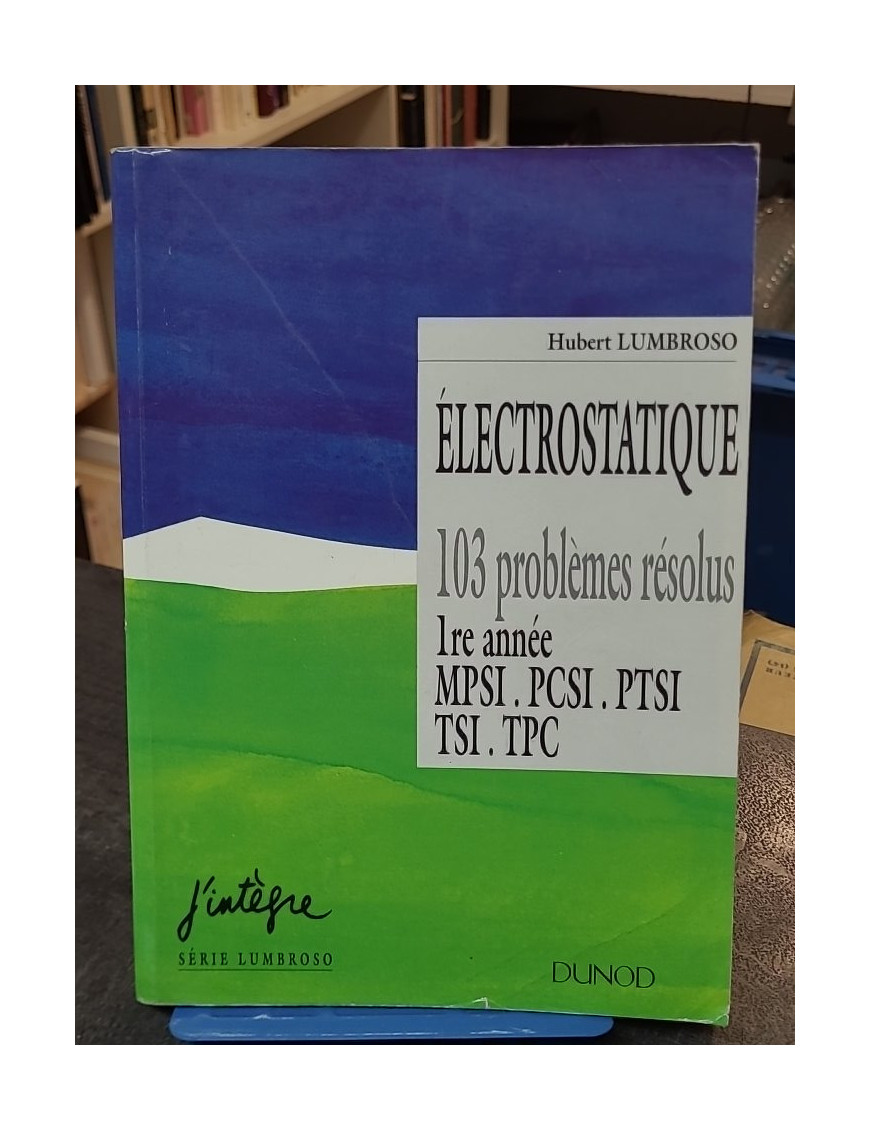 Hubert LUMBROSO
ÉLECTROSTATIQUE
103 problèmes résolus
1re année
MPSI . PCSI . PTSI
TSI . TPC
j'intègre
SÉRIE LUMBROSO
DUNOD